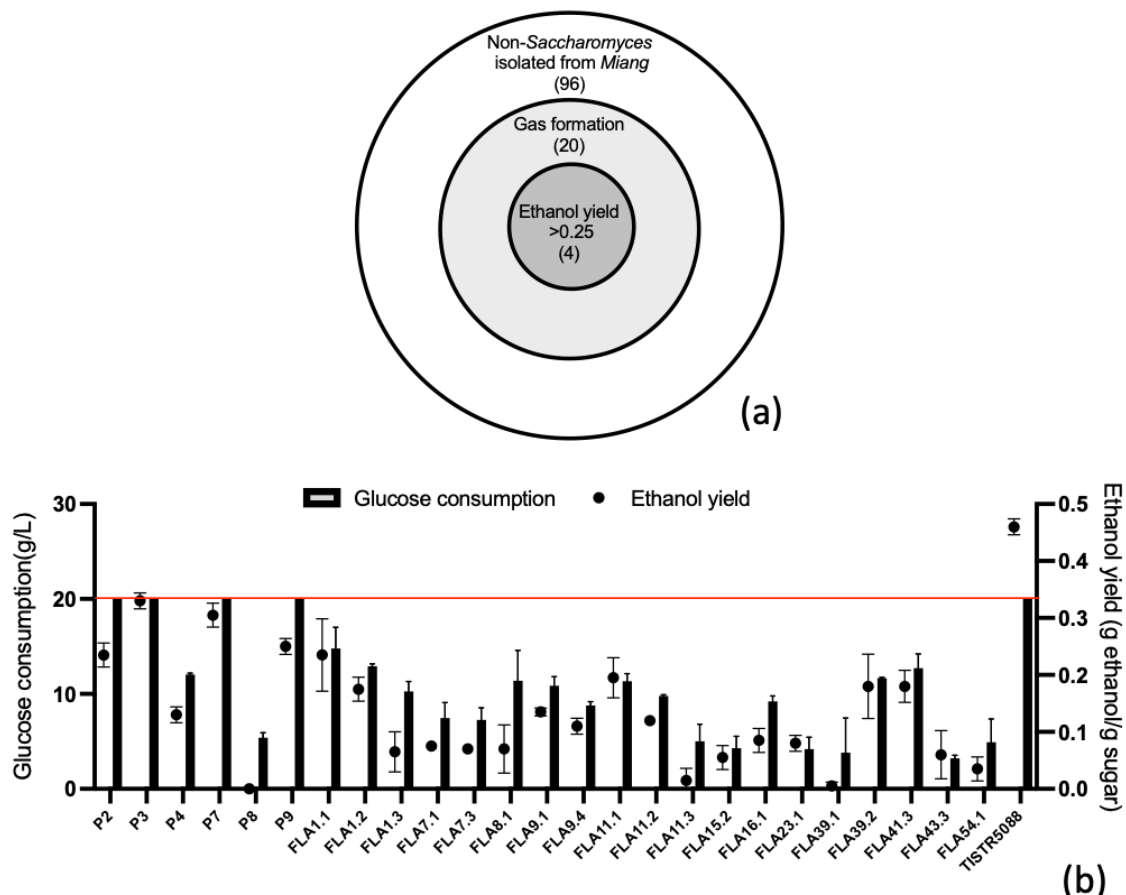 Non-Saccharomyces
isolated from Miang
(96)
Gas formation
(20)
Ethanol yield
>0.25
(4)
(a)
Glucose consumption
Ethanol yield
Glucose consumption(g/L)
30
20
10
0
Ethanol yield (g ethanol/g sugar)
0.5
0.4
0.3
0.2
0.1
0.0
P2
P3
P4
P7
P8
P9
FLA1.1
FLA1.2
FLA1.3
FLA7.1
FLA7.3
FLA8.1
FLA9.1
FLA9.4
FLA11.1
FLA11.2
FLA11.3
FLA15.2
FLA16.1
FLA23.1
FLA39.1
FLA39.2
FLA41.3
FLA43.3
FLA54.1
TISTR5088
(b)